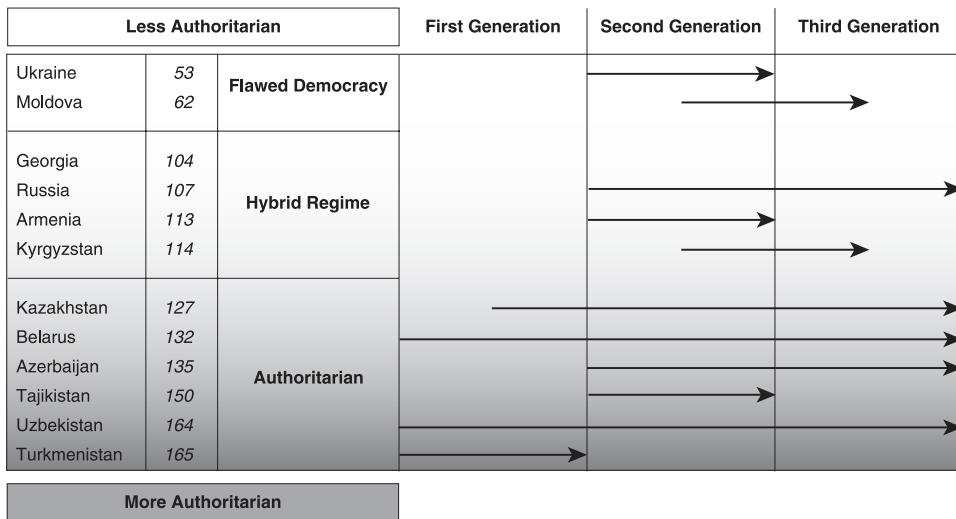 Less Authoritarian First Generation Second Generation Third Generation
Ukraine 53
Flawed Democracy
Moldova 62
Georgia 104
Russia 107
Hybrid Regime
Armenia 113
Kyrgyzstan 114
Kazakhstan 127
Belarus 132
Azerbaijan 135
Authoritarian
Tajikistan 150
Uzbekistan 164
Turkmenistan 165
More Authoritarian